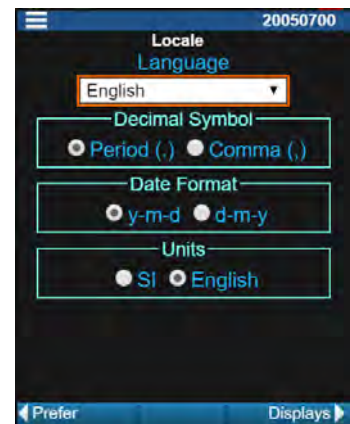 20050700
Locale
Language
English
Decimal Symbol
Period (.) Comma (,)
Date Format
y-m-d d-m-y
Units
SI English
Prefer Displays